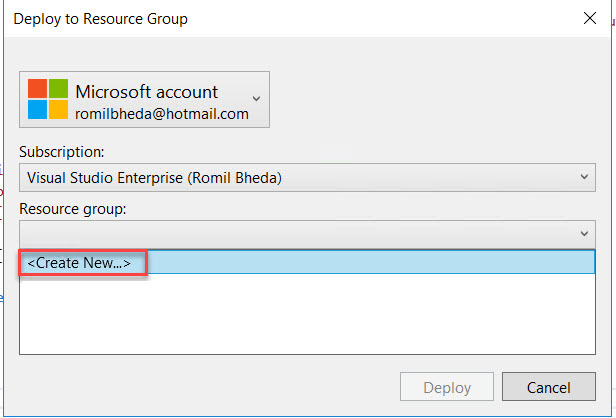 Deploy to Resource Group
Microsoft account
romilbheda@hotmail.com
Subscription:
Visual Studio Enterprise (Romil Bheda)
Resource group:
<Create New...>
Deploy
Cancel